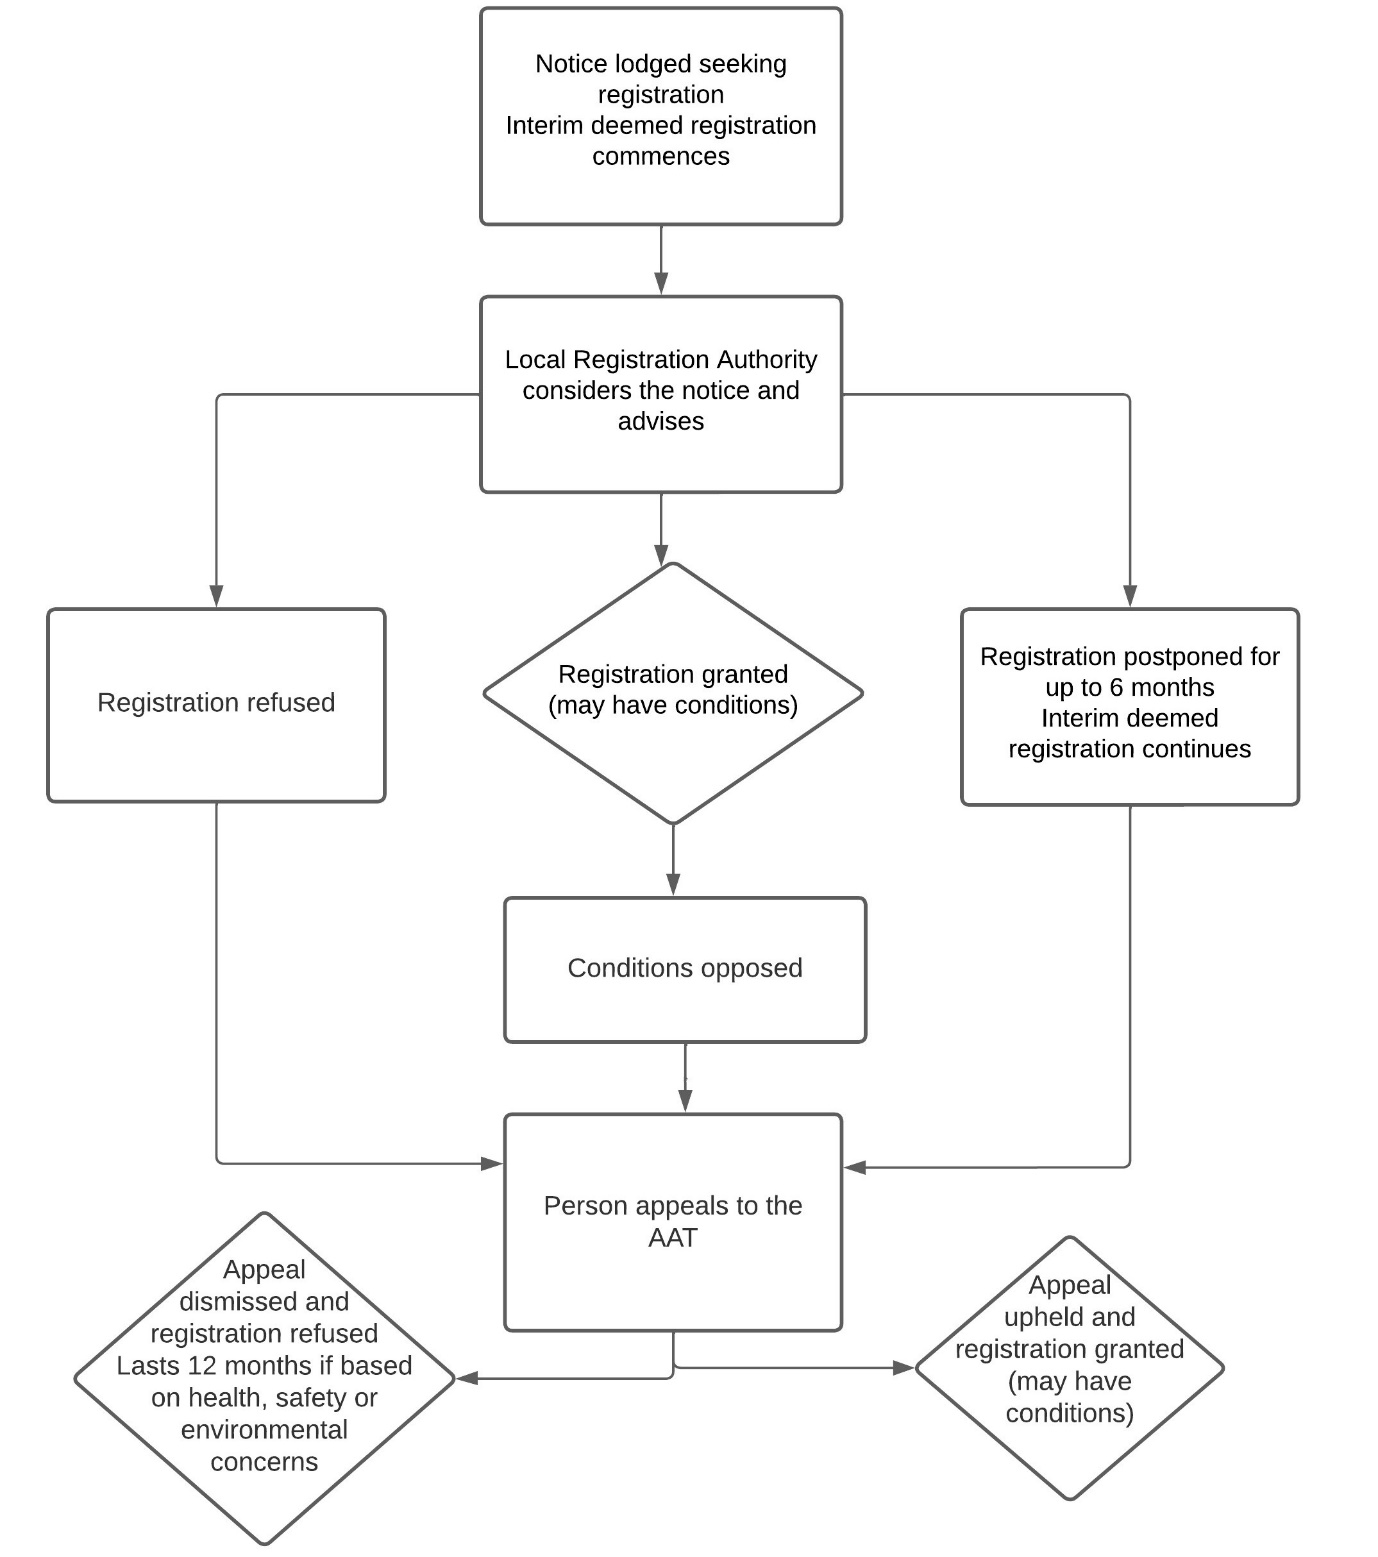 Notice lodged seeking
registration
Interim deemed registration
commences
Local Registration Authority
considers the notice and
advises
Registration refused
Registration granted
(may have conditions)
Registration postponed for
up to 6 months
Interim deemed
registration continues
Conditions opposed
Person appeals to the
AAT
Appeal
dismissed and
registration refused
Lasts 12 months if based
on health, safety or
environmental
concerns
Appeal
upheld and
registration granted
(may have
conditions)